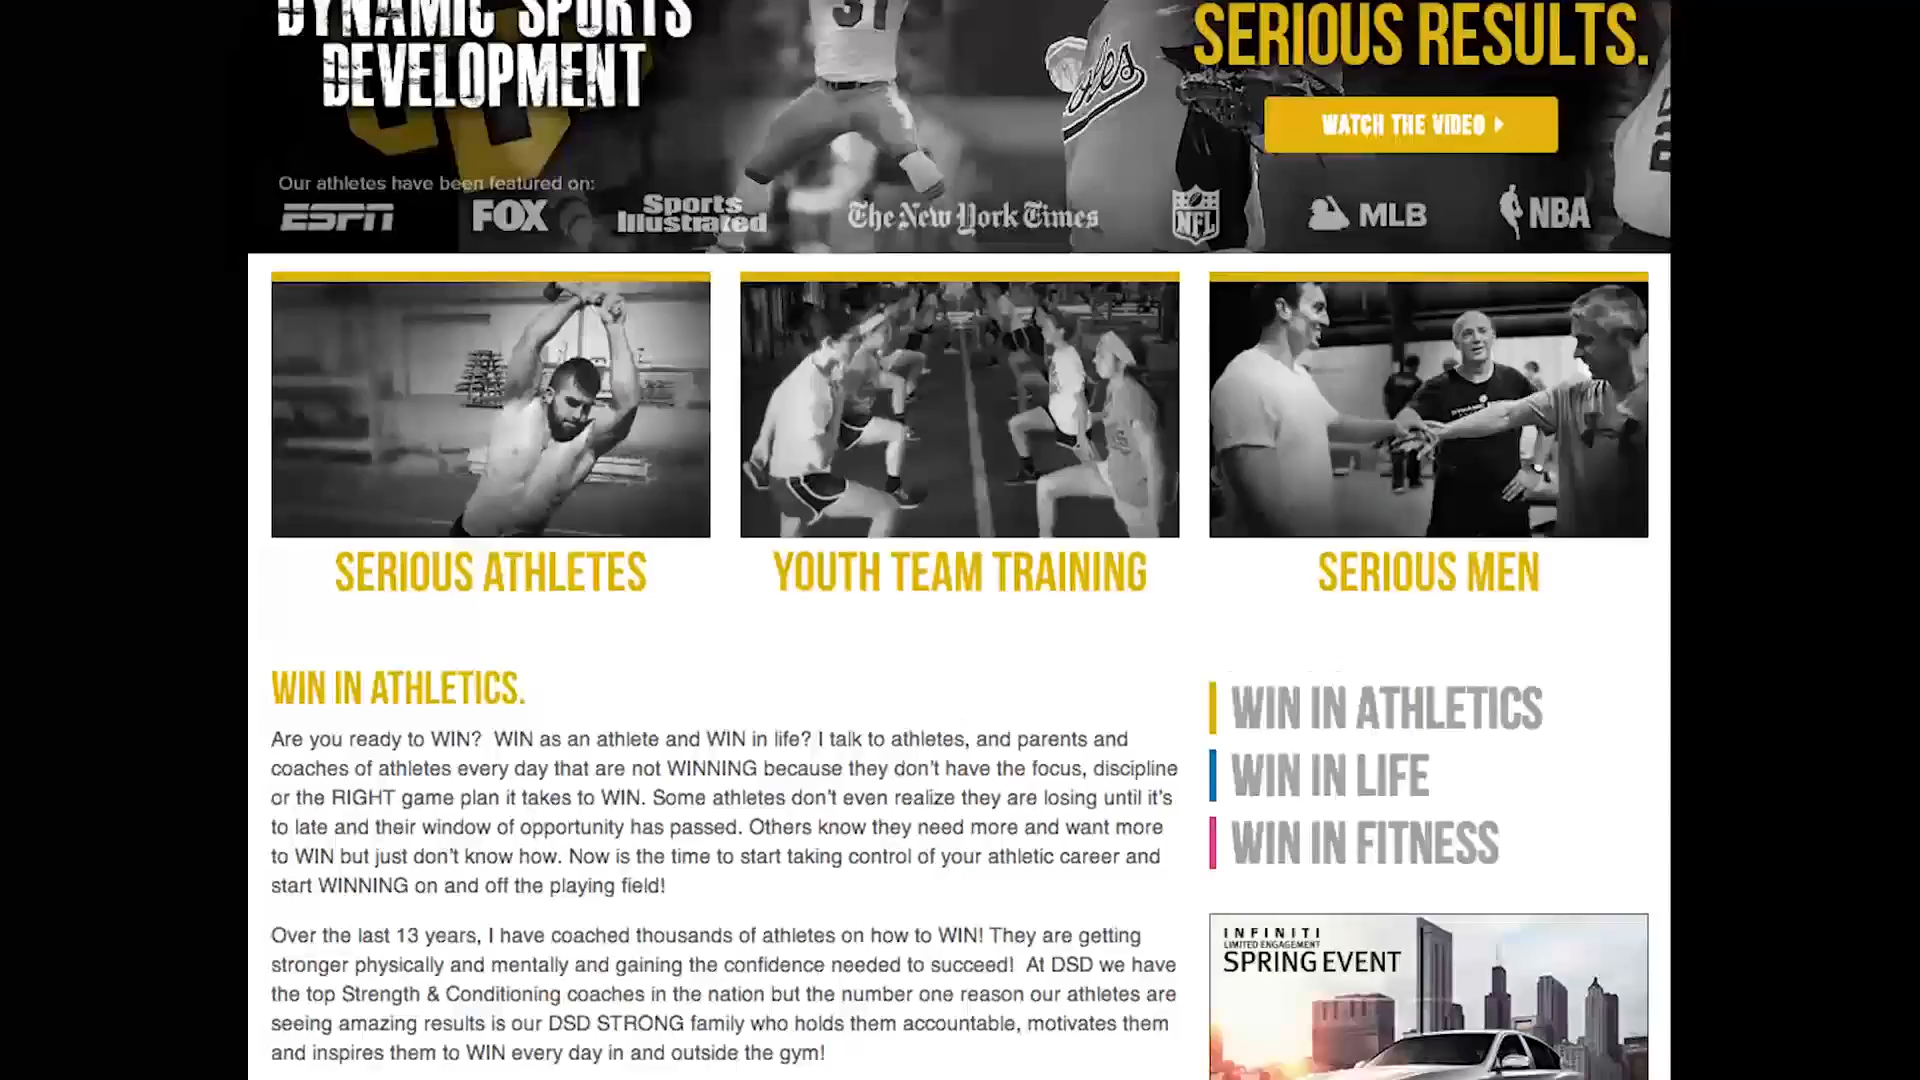 DYNAMIC SPORTS
DEVELOPMENT
SERIOUS RESULTS.
WATCH THE VIDEO
Our athletes have been featured on:
ESPN
FOX
Sports
Illustrated
The New York Times
NFL
MLB
NBA
31
SERIOUS ATHLETES
YOUTH TEAM TRAINING
SERIOUS MEN
WIN IN ATHLETICS.
Are you ready to WIN?  WIN as an athlete and WIN in life? I talk to athletes, and parents and
coaches of athletes every day that are not WINNING because they don't have the focus, discipline
or the RIGHT game plan it takes to WIN. Some athletes don't even realize they are losing until it's
to late and their window of opportunity has passed. Others know they need more and want more
to WIN but just don't know how. Now is the time to start taking control of your athletic career and
start WINNING on and off the playing field!
Over the last 13 years, I have coached thousands of athletes on how to WIN! They are getting
stronger physically and mentally and gaining the confidence needed to succeed!  At DSD we have
the top Strength & Conditioning coaches in the nation but the number one reason our athletes are
seeing amazing results is our DSD STRONG family who holds them accountable, motivates them
and inspires them to WIN every day in and outside the gym!
WIN IN ATHLETICS
WIN IN LIFE
WIN IN FITNESS
INFINITI
LIMITED ENGAGEMENT
SPRING EVENT